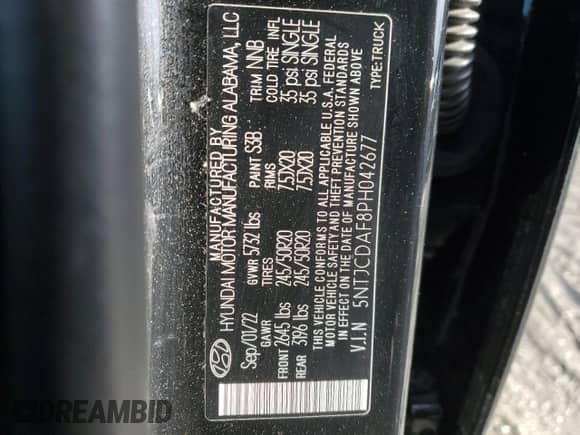 MANUFACTURED BY
HYUNDAI MOTOR MANUFACTURING ALABAMA, LLC
Sep/01/22 GVWR 5732 lbs PAINT S3B TRIM NNB
GAWR TIRES RIMS COLD TIRE INFL
FRONT 2645 lbs 245/50R20 7.5JX20 35 psi SINGLE
REAR 3196 lbs 245/50R20 7.5JX20 35 psi SINGLE
THIS VEHICLE CONFORMS TO ALL APPLICABLE U.S.A. FEDERAL
MOTOR VEHICLE SAFETY AND THEFT PREVENTION STANDARDS
IN EFFECT ON THE DATE OF MANUFACTURE SHOWN ABOVE
V.I.N 5NTJCDAF8PH042677 TYPE:TRUCK
DREAMBID